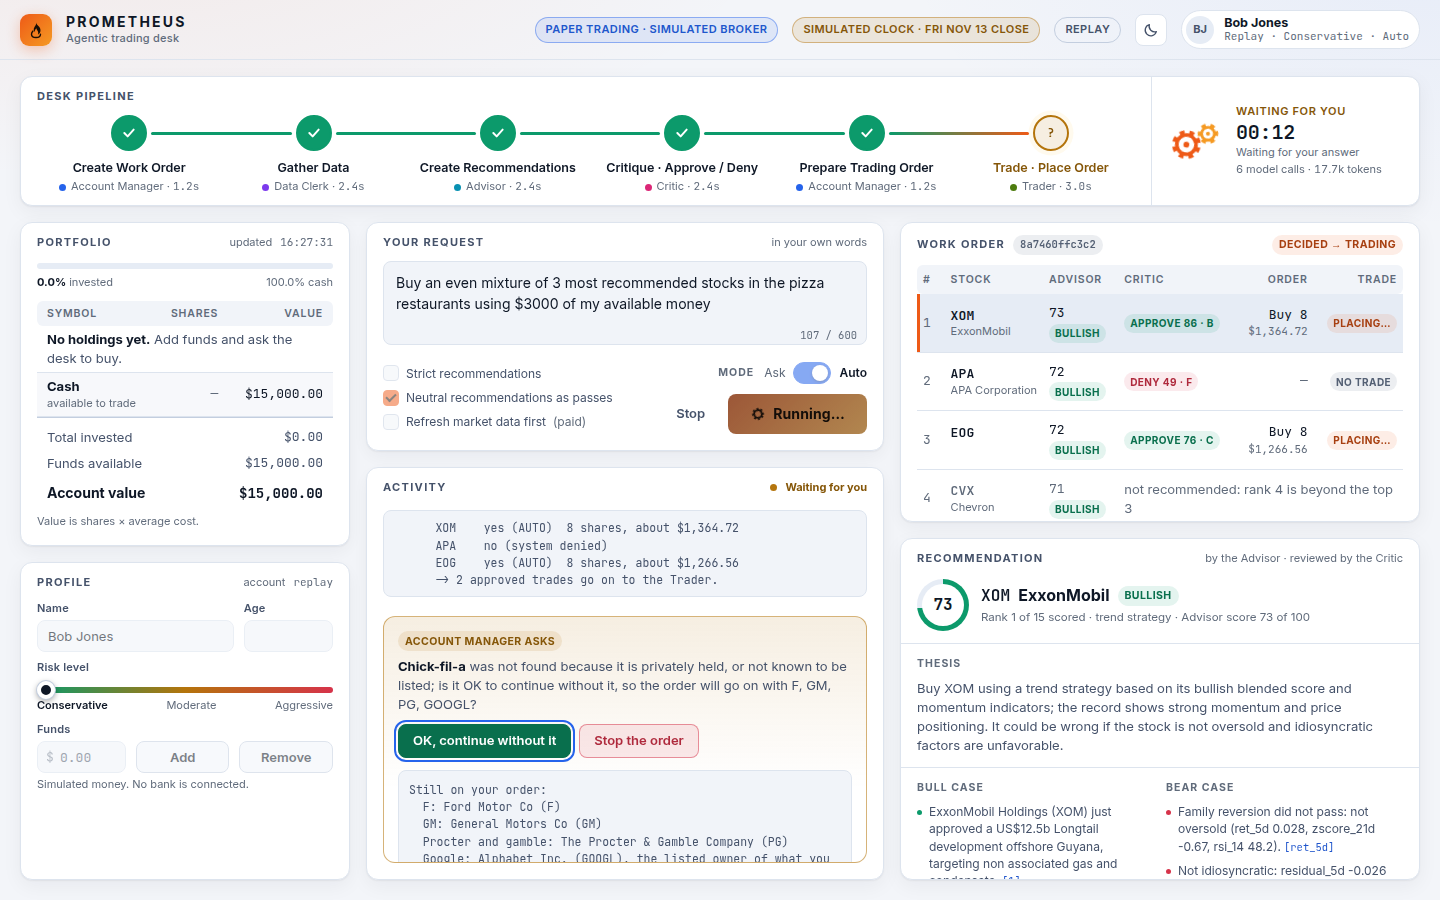 PROMETHEUS
Agentic trading desk
PAPER TRADING · SIMULATED BROKER
SIMULATED CLOCK · FRI NOV 13 CLOSE
REPLAY
BJ
Bob Jones
Replay · Conservative · Auto
DESK PIPELINE
?
Create Work Order
Account Manager · 1.2s
Gather Data
Data Clerk · 2.4s
Create Recommendations
Advisor · 2.4s
Critique · Approve / Deny
Critic · 2.4s
Prepare Trading Order
Account Manager · 1.2s
Trade · Place Order
Trader · 3.0s
WAITING FOR YOU
00:12
Waiting for your answer
6 model calls · 17.7k tokens
PORTFOLIO
updated 16:27:31
0.0% invested
100.0% cash
SYMBOL SHARES VALUE
No holdings yet. Add funds and ask the
desk to buy.
Cash
available to trade
— $15,000.00
Total invested $0.00
Funds available $15,000.00
Account value $15,000.00
Value is shares × average cost.
PROFILE
account replay
Name Age
Bob Jones
Risk level
Conservative Moderate Aggressive
Funds
$ 0.00 Add Remove
Simulated money. No bank is connected.
YOUR REQUEST
in your own words
Buy an even mixture of 3 most recommended stocks in the pizza
restaurants using $3000 of my available money
107 / 600
Strict recommendations
Neutral recommendations as passes
Refresh market data first (paid)
MODE Ask Auto
Stop Running...
ACTIVITY
Waiting for you
XOM yes (AUTO) 8 shares, about $1,364.72
APA no (system denied)
EOG yes (AUTO) 8 shares, about $1,266.56
→ 2 approved trades go on to the Trader.
ACCOUNT MANAGER ASKS
Chick-fil-a was not found because it is privately held, or not known to be
listed; is it OK to continue without it, so the order will go on with F, GM,
PG, GOOGL?
OK, continue without it
Stop the order
Still on your order:
F: Ford Motor Co (F)
GM: General Motors Co (GM)
Procter and gamble: The Procter & Gamble Company (PG)
Google: Alphabet Inc. (GOOGL), the listed owner of what you
WORK ORDER 8a7460ffc3c2
DECIDED → TRADING
# STOCK ADVISOR CRITIC ORDER TRADE
1 XOM ExxonMobil 73 BULLISH APPROVE 86 · B Buy 8 $1,364.72 PLACING...
2 APA APA Corporation 72 BULLISH DENY 49 · F — NO TRADE
3 EOG 72 BULLISH APPROVE 76 · C Buy 8 $1,266.56 PLACING...
4 CVX Chevron 71 BULLISH not recommended: rank 4 is beyond the top
3
RECOMMENDATION
by the Advisor · reviewed by the Critic
73
XOM ExxonMobil BULLISH
Rank 1 of 15 scored · trend strategy · Advisor score 73 of 100
THESIS
Buy XOM using a trend strategy based on its bullish blended score and
momentum indicators; the record shows strong momentum and price
positioning. It could be wrong if the stock is not oversold and idiosyncratic
factors are unfavorable.
BULL CASE
ExxonMobil Holdings (XOM) just
approved a US$12.5b Longtail
development offshore Guyana,
targeting non associated gas and
condensate. [1]
BEAR CASE
Family reversion did not pass: not
oversold (ret_5d 0.028, zscore_21d
-0.67, rsi_14 48.2). [ret_5d]
Not idiosyncratic: residual_5d -0.026